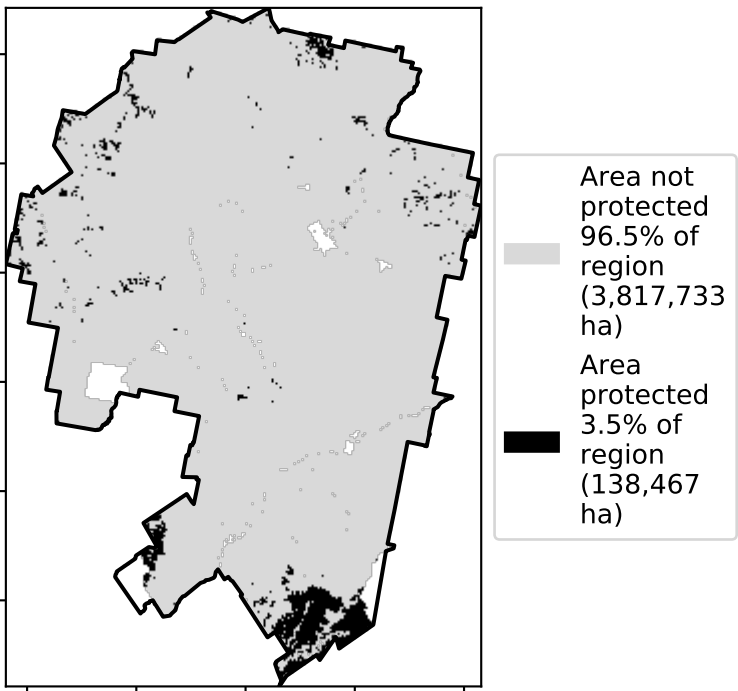 Area not
protected
96.5% of
region
(3,817,733
ha)
Area
protected
3.5% of
region
(138,467
ha)